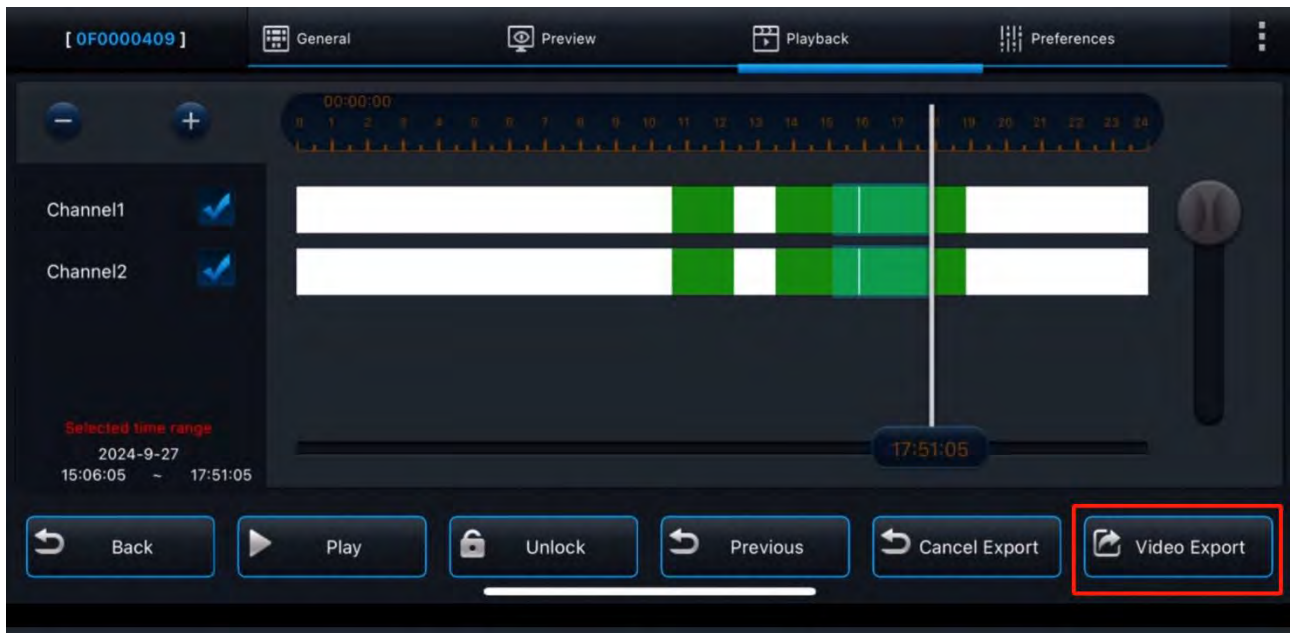 [ 0F0000409 ] General Preview Playback Preferences
00:00:00
0 1 2 3 4 5 6 7 8 9 10 11 12 13 14 15 16 17 19 20 21 22 23 24
Channel1
Channel2
Selected time range
2024-9-27
15:06:05 ~ 17:51:05
17:51:05
Back Play Unlock Previous Cancel Export Video Export